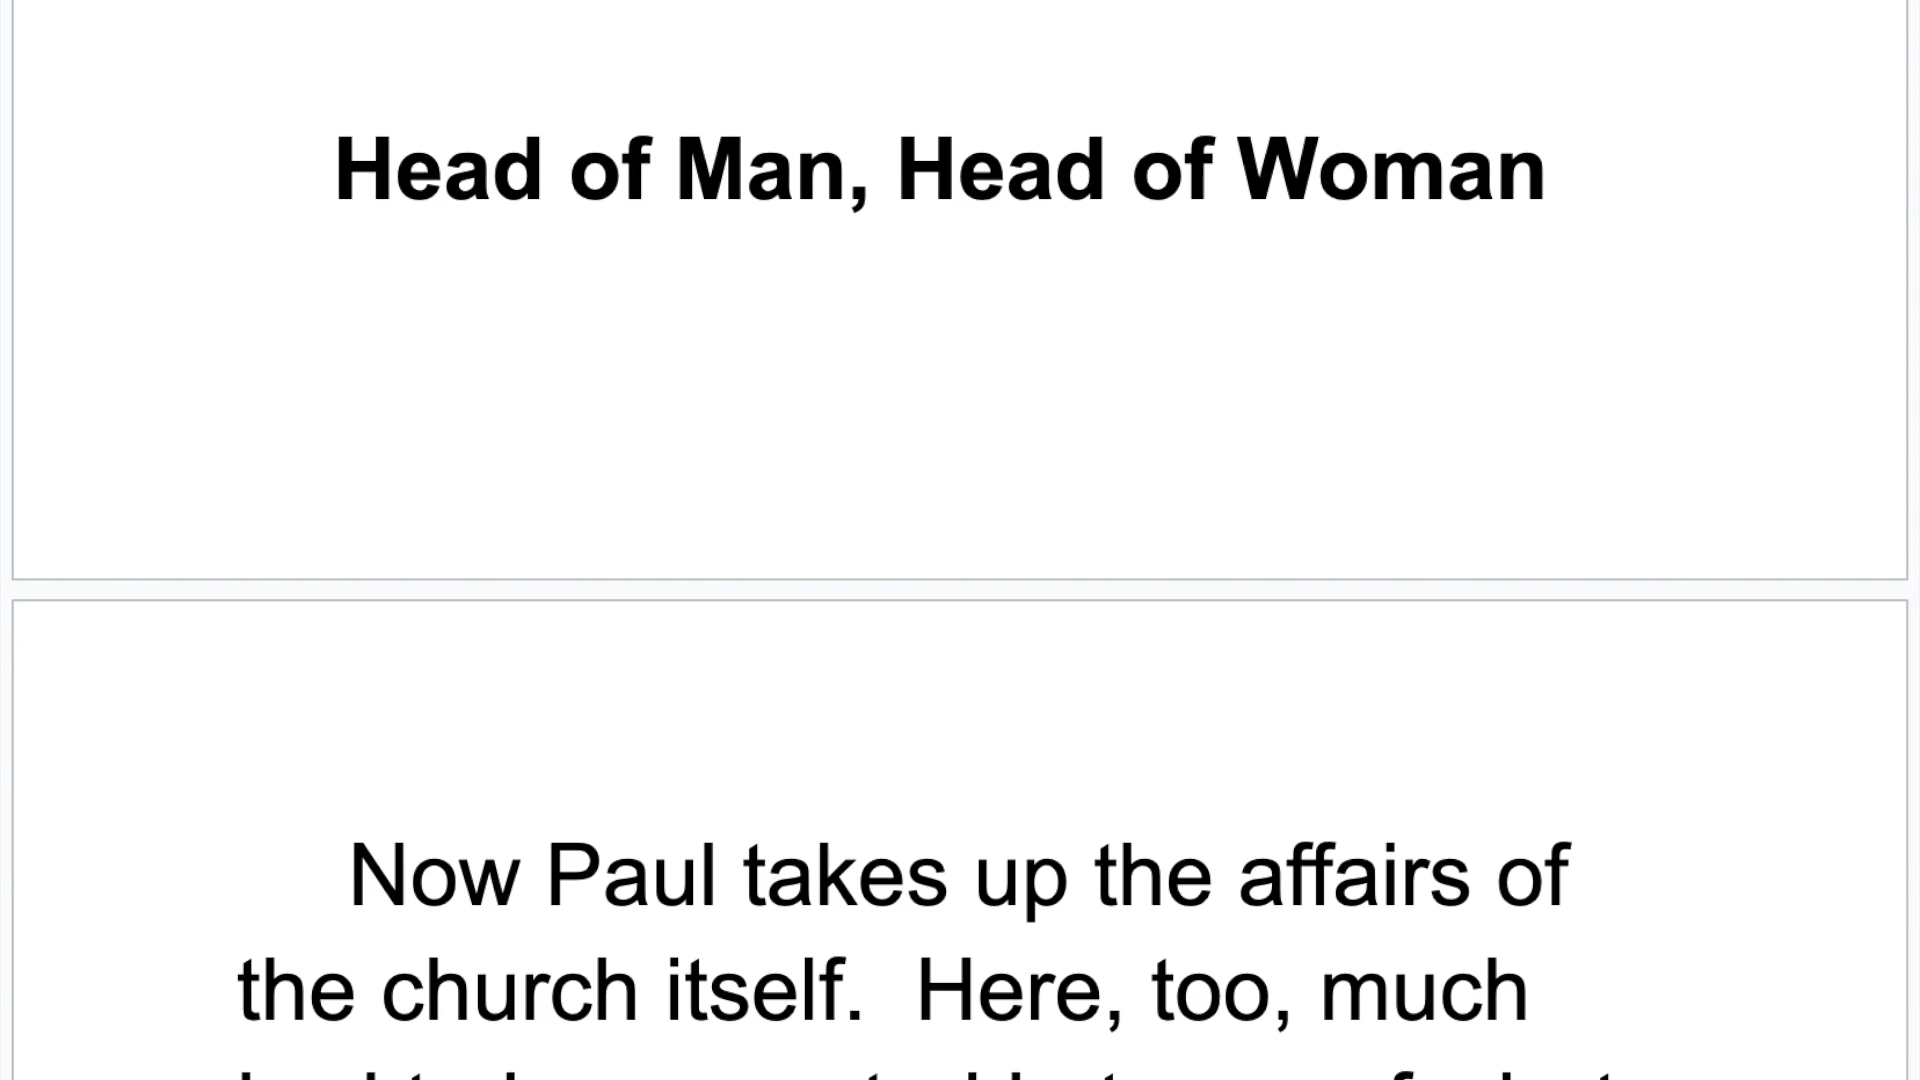 Head of Man, Head of Woman
Now Paul takes up the affairs of
the church itself.  Here, too, much